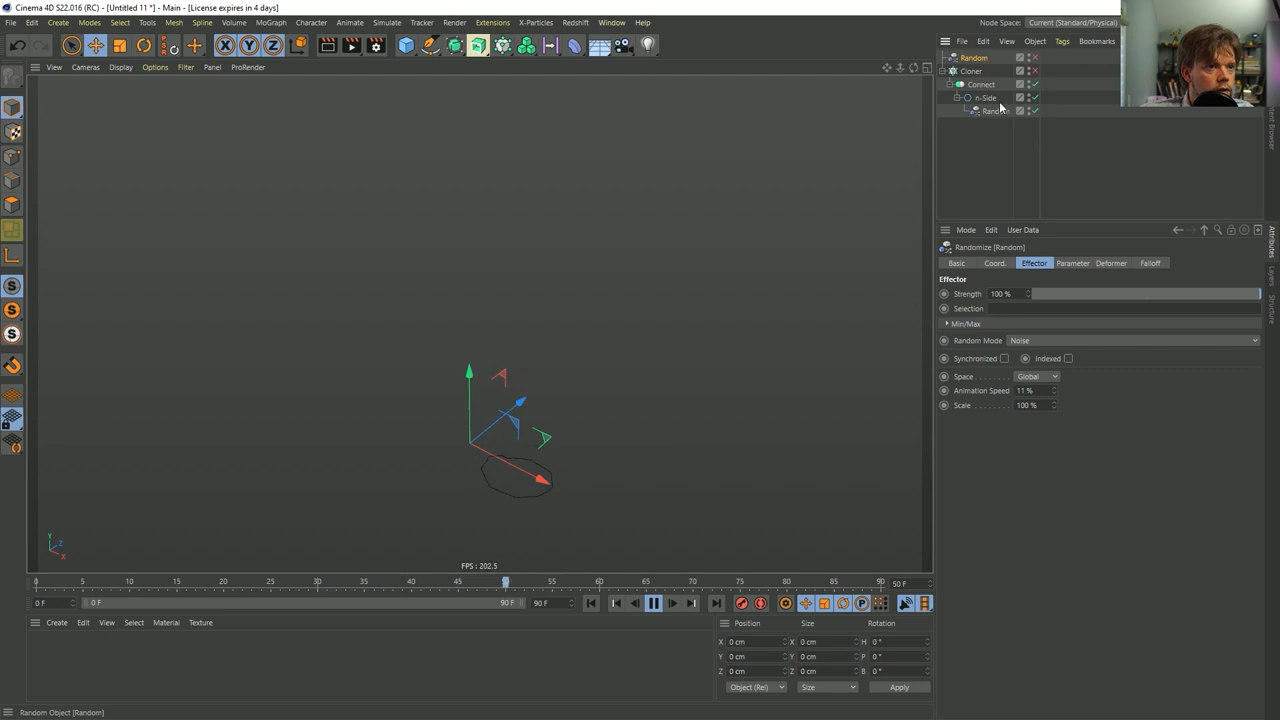 Cinema 4D S22.016 (RC) - [Untitled 11 *] - Main - [License expires in 4 days]
File Edit Create Modes Select Tools Mesh Spline Volume MoGraph Character Animate Simulate Tracker Render Extensions X-Particles Redshift Window Help Node Space: Current (Standard/Physical)
X Y Z
File Edit View Object Tags Bookmarks
View Cameras Display Options Filter Panel ProRender
Random
Cloner
Connect
n-Side
Random
Mode Edit User Data
Randomize [Random]
Basic Coord. Effector Parameter Deformer Falloff
Effector
Strength 100 %
Selection
Min/Max
Random Mode Noise
Synchronized Indexed
Space Global
Animation Speed 11 %
Scale 100 %
Attributes
Layers
Structure
S
S
S
Y
Z
X
FPS : 202.5
0 5 10 15 20 25 30 35 40 45 50 55 60 65 70 75 80 85 90 50 F
0 F 0 F 90 F 90 F P
Create Edit View Select Material Texture
Position Size Rotation
X 0 cm X 0 cm H 0 °
Y 0 cm Y 0 cm P 0 °
Z 0 cm Z 0 cm B 0 °
Object (Rel) Size Apply
Random Object [Random]